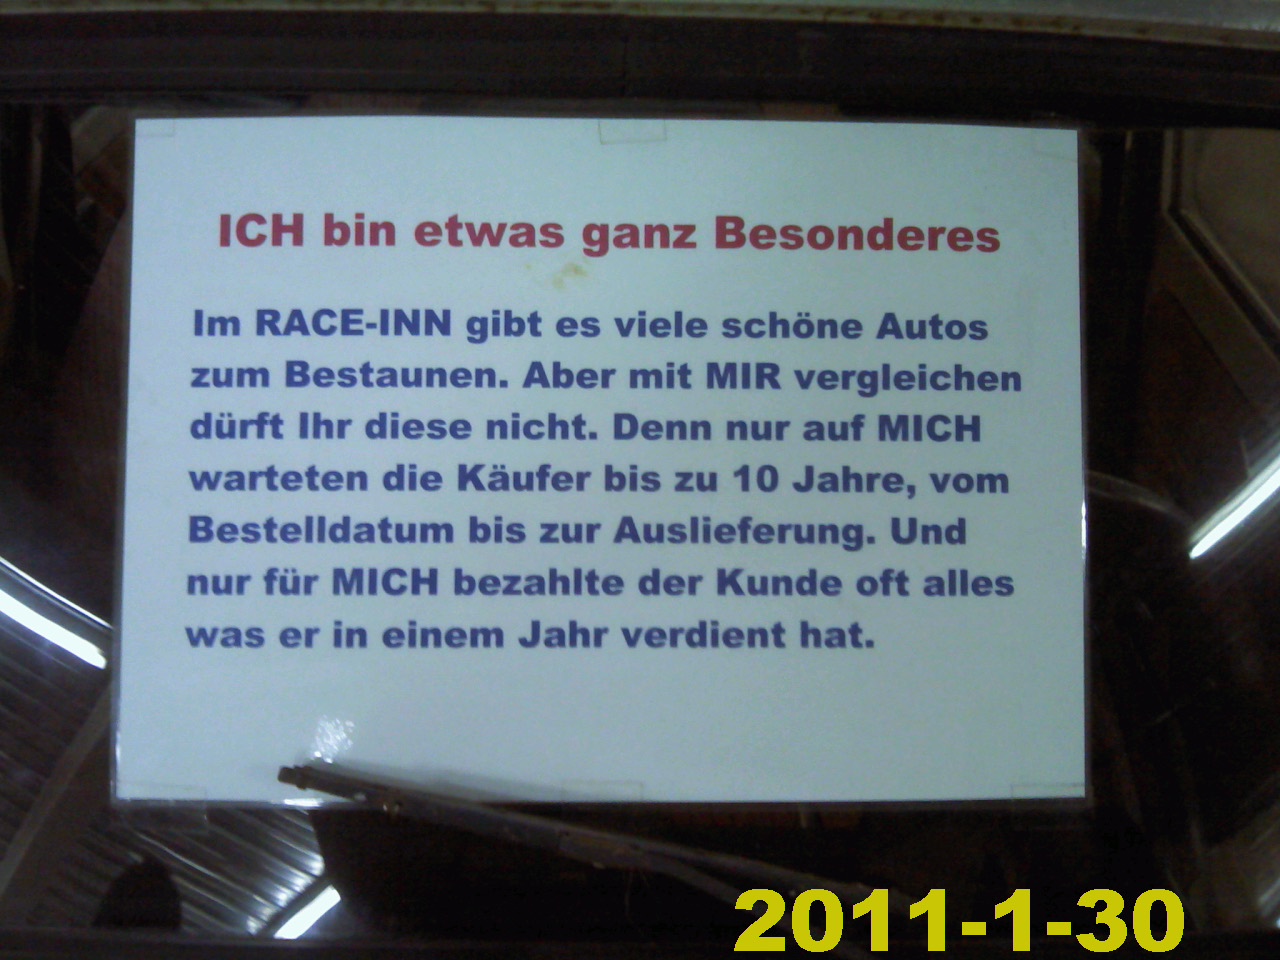 ICH bin etwas ganz Besonderes
Im RACE-INN gibt es viele schöne Autos
zum Bestaunen. Aber mit MIR vergleichen
dürft Ihr diese nicht. Denn nur auf MICH
warteten die Käufer bis zu 10 Jahre, vom
Bestelldatum bis zur Auslieferung. Und
nur für MICH bezahlte der Kunde oft alles
was er in einem Jahr verdient hat.
2011-1-30